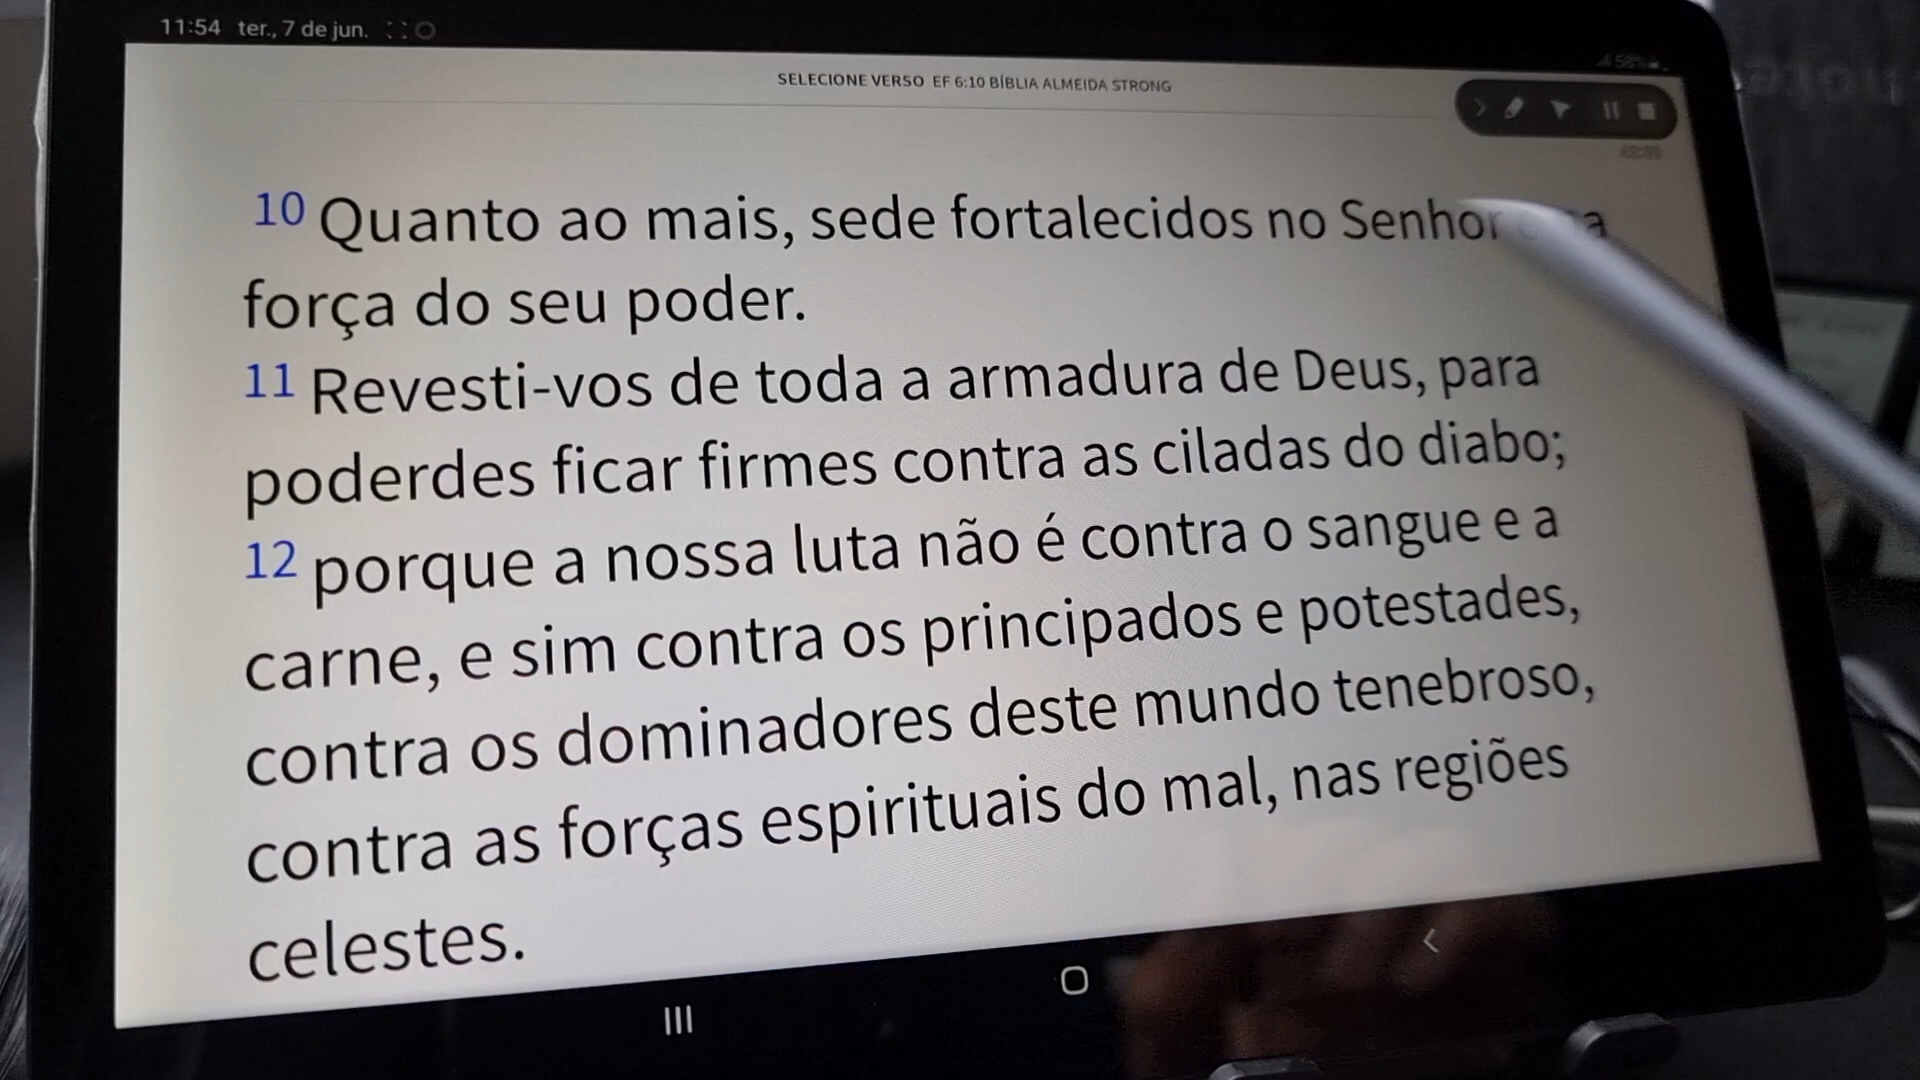 11:54 ter., 7 de jun.
58%
SELECIONE VERSO EF 6:10 BÍBLIA ALMEIDA STRONG
10 Quanto ao mais, sede fortalecidos no Senhor a
força do seu poder.
11 Revesti-vos de toda a armadura de Deus, para
poderdes ficar firmes contra as ciladas do diabo;
12 porque a nossa luta não é contra o sangue e a
carne, e sim contra os principados e potestades,
contra os dominadores deste mundo tenebroso,
contra as forças espirituais do mal, nas regiões
celestes.